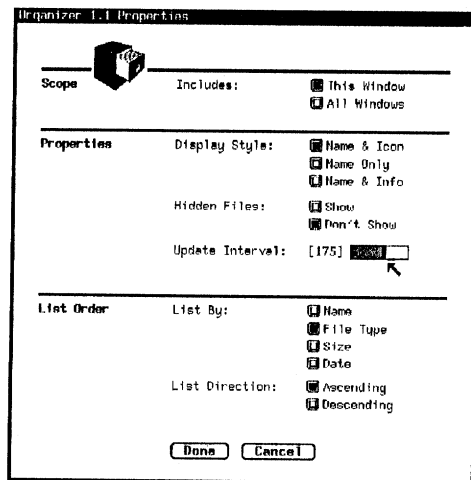 Organizer 1.1 Properties
Scope Includes: This Window
All Windows
Properties Display Style: Name & Icon
Name Only
Name & Info
Hidden Files: Show
Don't Show
Update Interval: [175]
List Order List By: Name
File Type
Size
Date
List Direction: Ascending
Descending
Done Cancel